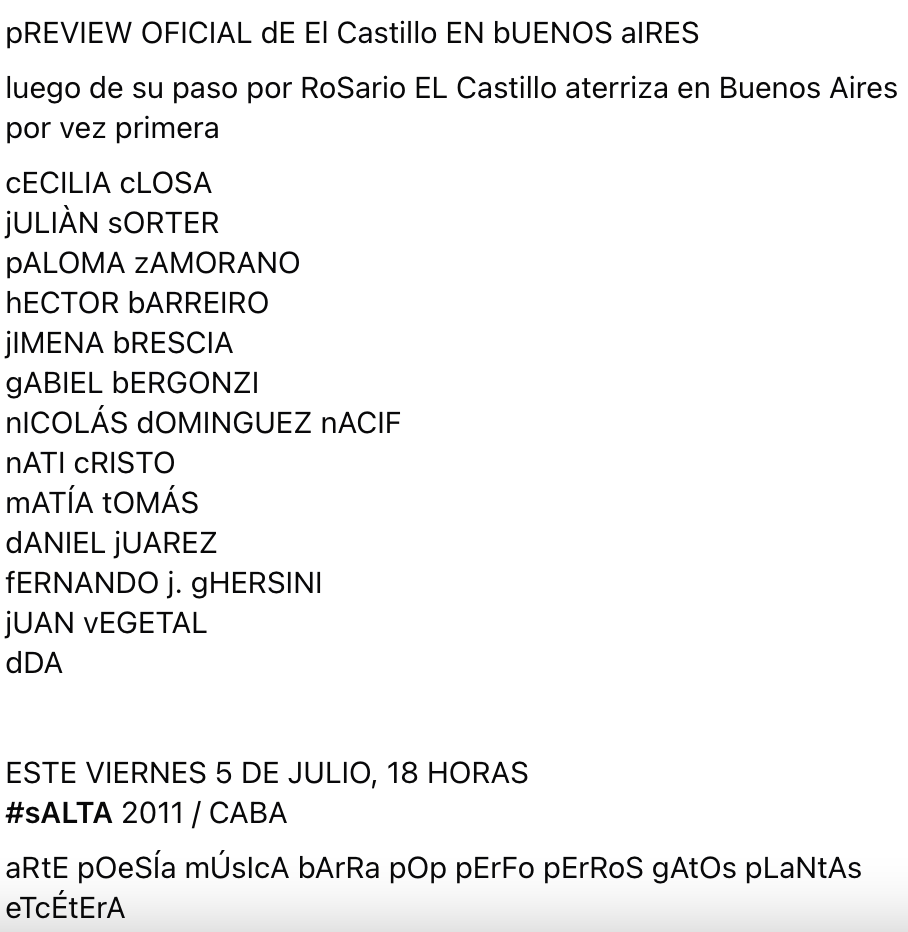 pREVIEW OFICIAL dE El Castillo EN bUENOS aIRES
luego de su paso por RoSario EL Castillo aterriza en Buenos Aires
por vez primera
cECILIA cLOSA
jULIÀN sORTER
pALOMA zAMORANO
hECTOR bARREIRO
jIMENA bRESCIA
gABIEL bERGONZI
nICOLÁS dOMINGUEZ nACIF
nATI cRISTO
mATÍA tOMÁS
dANIEL jUAREZ
fERNANDO j. gHERSINI
jUAN vEGETAL
dDA
ESTE VIERNES 5 DE JULIO, 18 HORAS
#sALTA 2011 / CABA
aRtE pOeSÍa mÚsIcA bArRa pOp pErFo pErRoS gAtOs pLaNtAs
eTcÉtErA